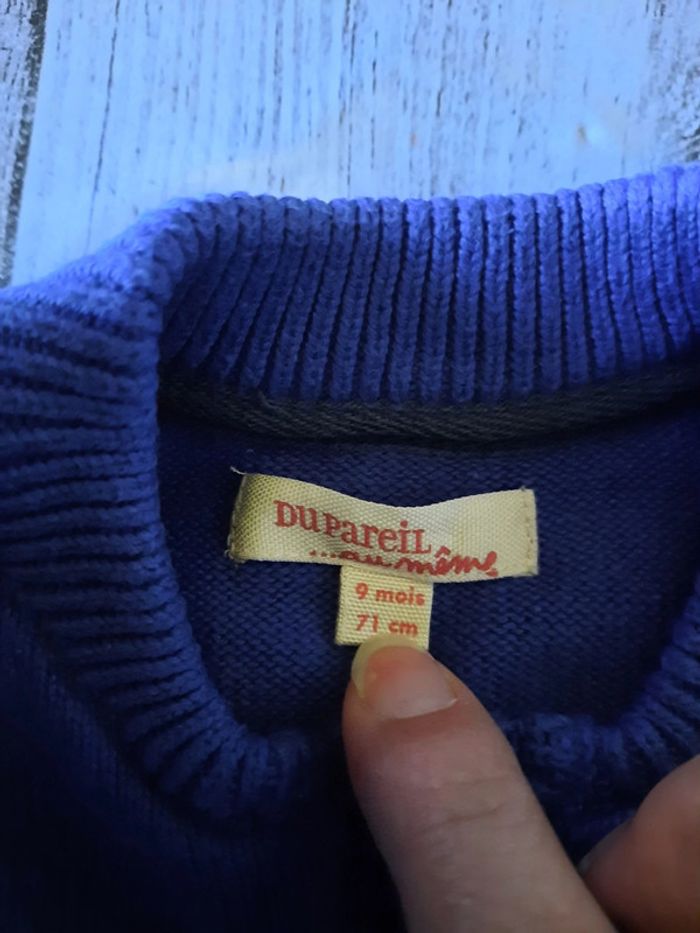 DuPareiL
...au même
9 mois
71 cm